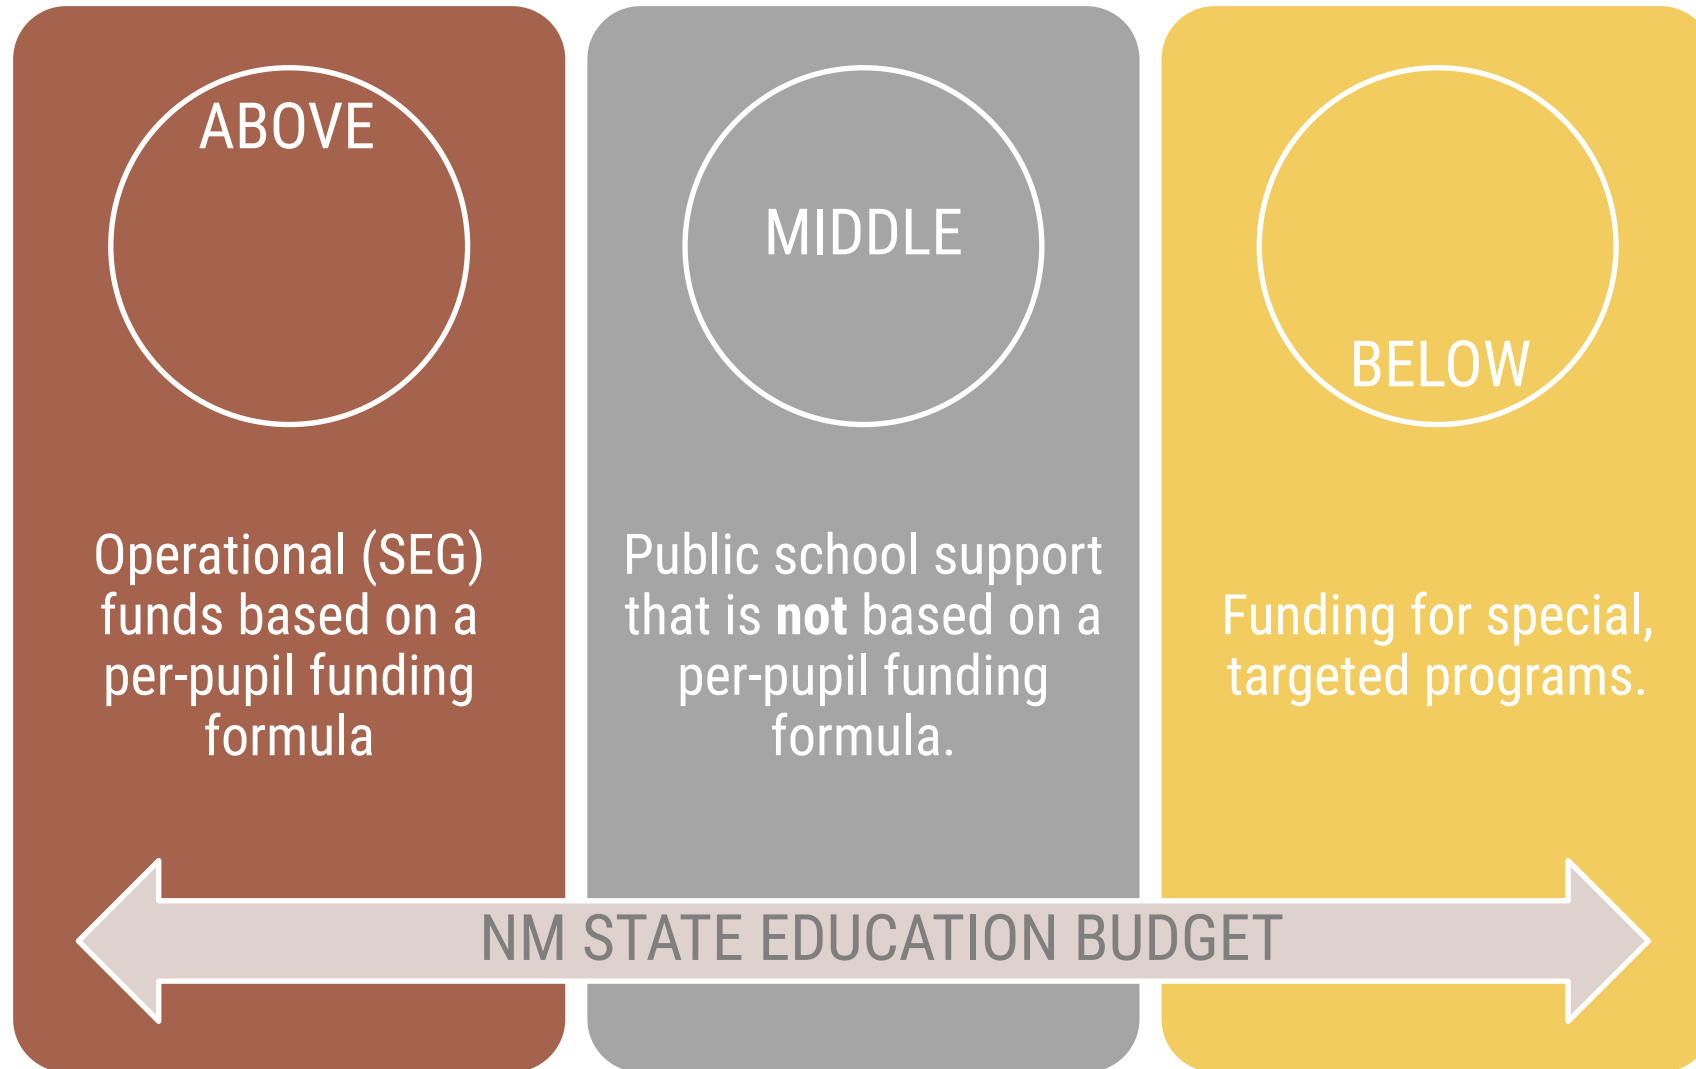 ABOVE
Operational (SEG)
funds based on a
per-pupil funding
formula
MIDDLE
Public school support
that is not based on a
per-pupil funding
formula.
BELOW
Funding for special,
targeted programs.
NM STATE EDUCATION BUDGET